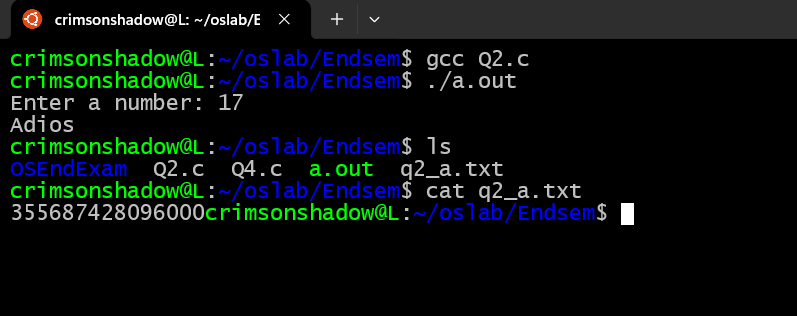 crimsonshadow@L: ~/oslab/E
crimsonshadow@L:~/oslab/Endsem$ gcc Q2.c
crimsonshadow@L:~/oslab/Endsem$ ./a.out
Enter a number: 17
Adios
crimsonshadow@L:~/oslab/Endsem$ ls
OSEndExam  Q2.c  Q4.c  a.out  q2_a.txt
crimsonshadow@L:~/oslab/Endsem$ cat q2_a.txt
355687428096000crimsonshadow@L:~/oslab/Endsem$